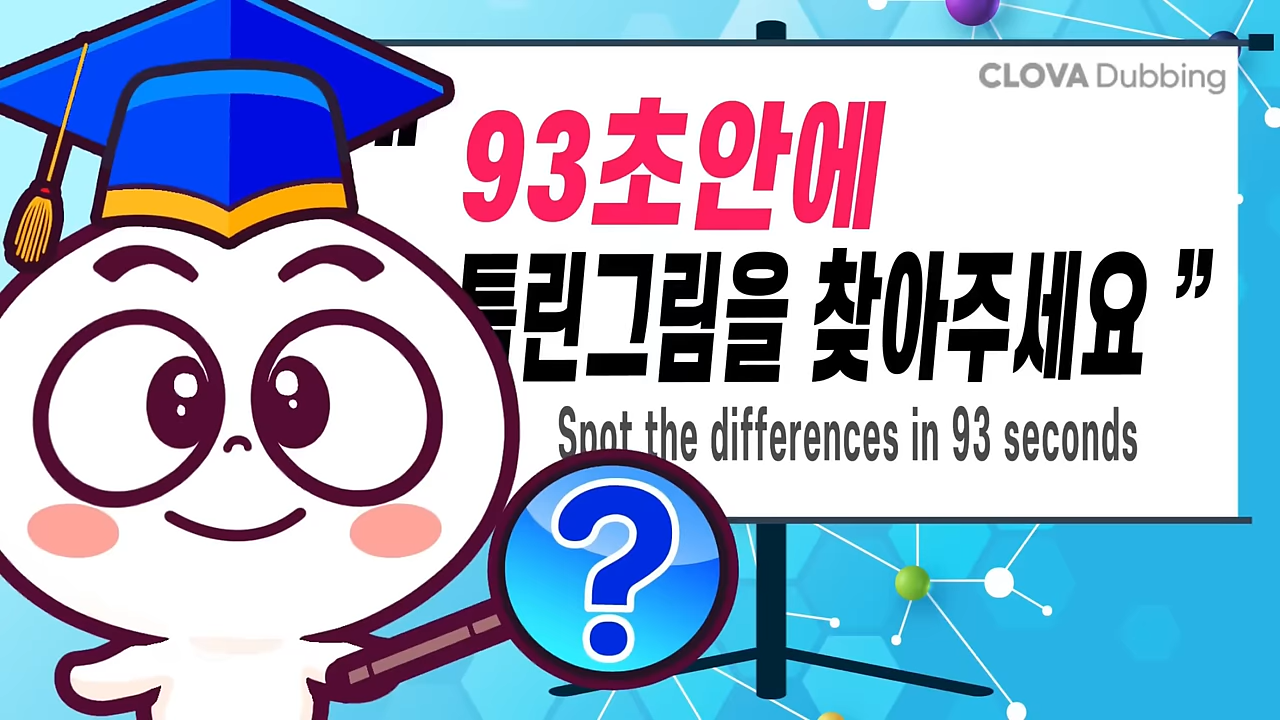 CLOVA Dubbing
" 93초안에
틀린그림을 찾아주세요 "
Spot the differences in 93 seconds
?